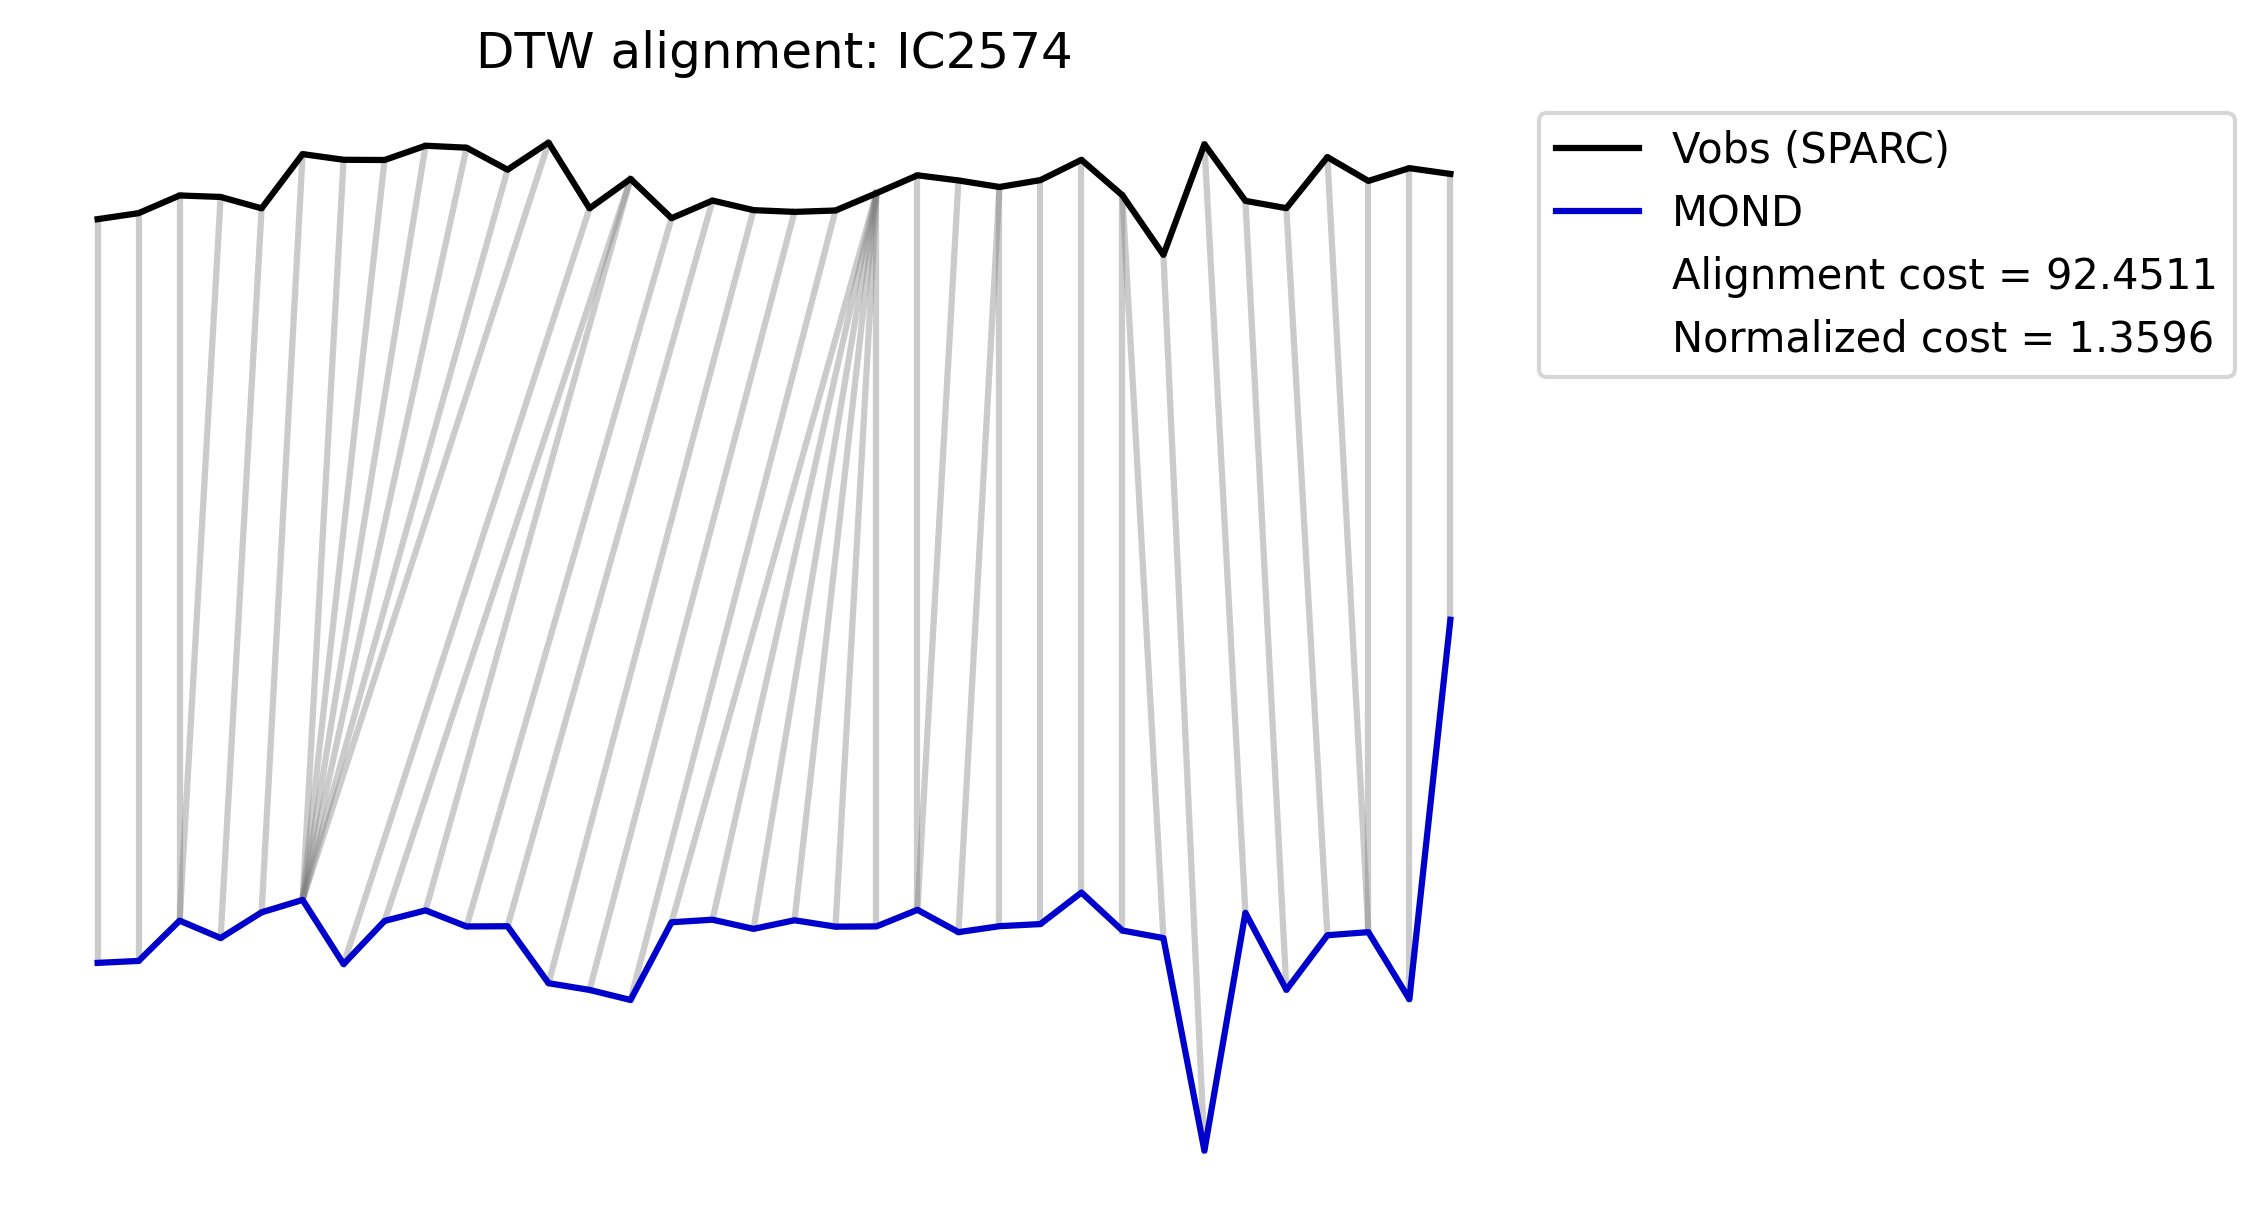 DTW alignment: IC2574
Vobs (SPARC)
MOND
Alignment cost = 92.4511
Normalized cost = 1.3596